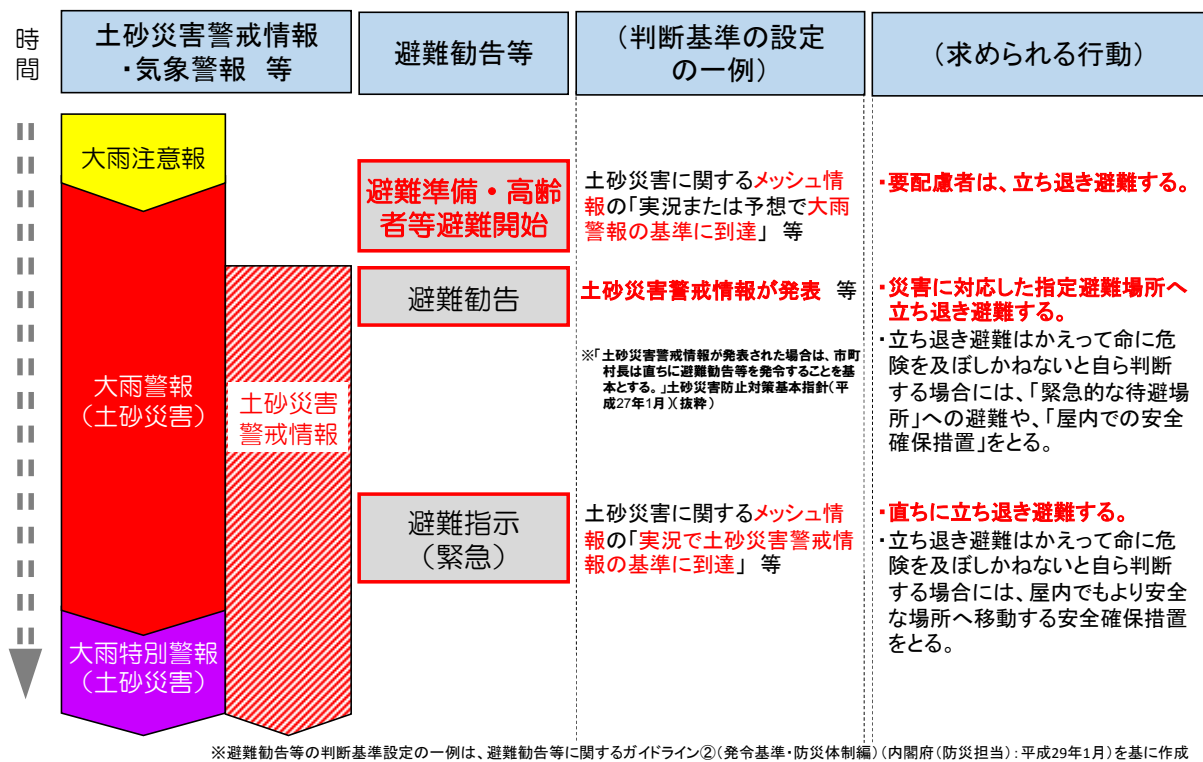 時
間
土砂災害警戒情報
・気象警報 等
避難勧告等
(判断基準の設定
の一例)
(求められる行動)
大雨注意報
大雨警報
(土砂災害)
大雨特別警報
(土砂災害)
土砂災害
警戒情報
避難準備・高齢
者等避難開始
土砂災害に関するメッシュ情
報の「実況または予想で大雨
警報の基準に到達」 等
・要配慮者は、立ち退き避難する。
避難勧告
土砂災害警戒情報が発表 等
※「土砂災害警戒情報が発表された場合は、市町
村長は直ちに避難勧告等を発令することを基
本とする。」土砂災害防止対策基本指針(平
成27年1月)(抜粋)
・災害に対応した指定避難場所へ
立ち退き避難する。
・立ち退き避難はかえって命に危
険を及ぼしかねないと自ら判断
する場合には、「緊急的な待避場
所」への避難や、「屋内での安全
確保措置」をとる。
避難指示
(緊急)
土砂災害に関するメッシュ情
報の「実況で土砂災害警戒情
報の基準に到達」 等
・直ちに立ち退き避難する。
・立ち退き避難はかえって命に危
険を及ぼしかねないと自ら判断
する場合には、屋内でもより安全
な場所へ移動する安全確保措置
をとる。
※避難勧告等の判断基準設定の一例は、避難勧告等に関するガイドライン②(発令基準・防災体制編)(内閣府(防災担当):平成29年1月)を基に作成